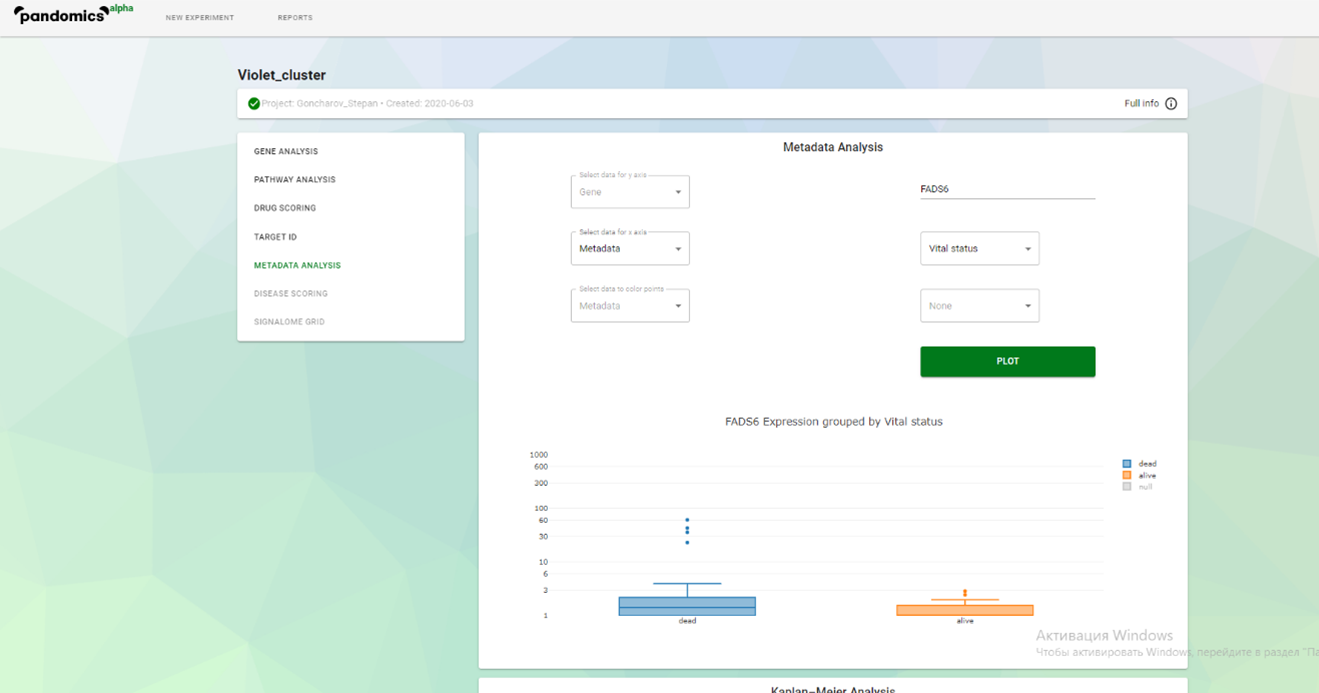 pandomics alpha
NEW EXPERIMENT
REPORTS
Violet_cluster
Project: Goncharov_Stepan • Created: 2020-06-03
Full info
GENE ANALYSIS
PATHWAY ANALYSIS
DRUG SCORING
TARGET ID
METADATA ANALYSIS
DISEASE SCORING
SIGNALOME GRID
Metadata Analysis
Select data for y axis
Gene
FADS6
Select data for x axis
Metadata
Vital status
Select data to color points
Metadata
None
PLOT
FADS6 Expression grouped by Vital status
1000
600
300
100
60
30
10
6
3
1
dead
alive
dead
alive
null
Активация Windows
Чтобы активировать Windows, перейдите в раздел "Па
Kaplan-Meier Analysis